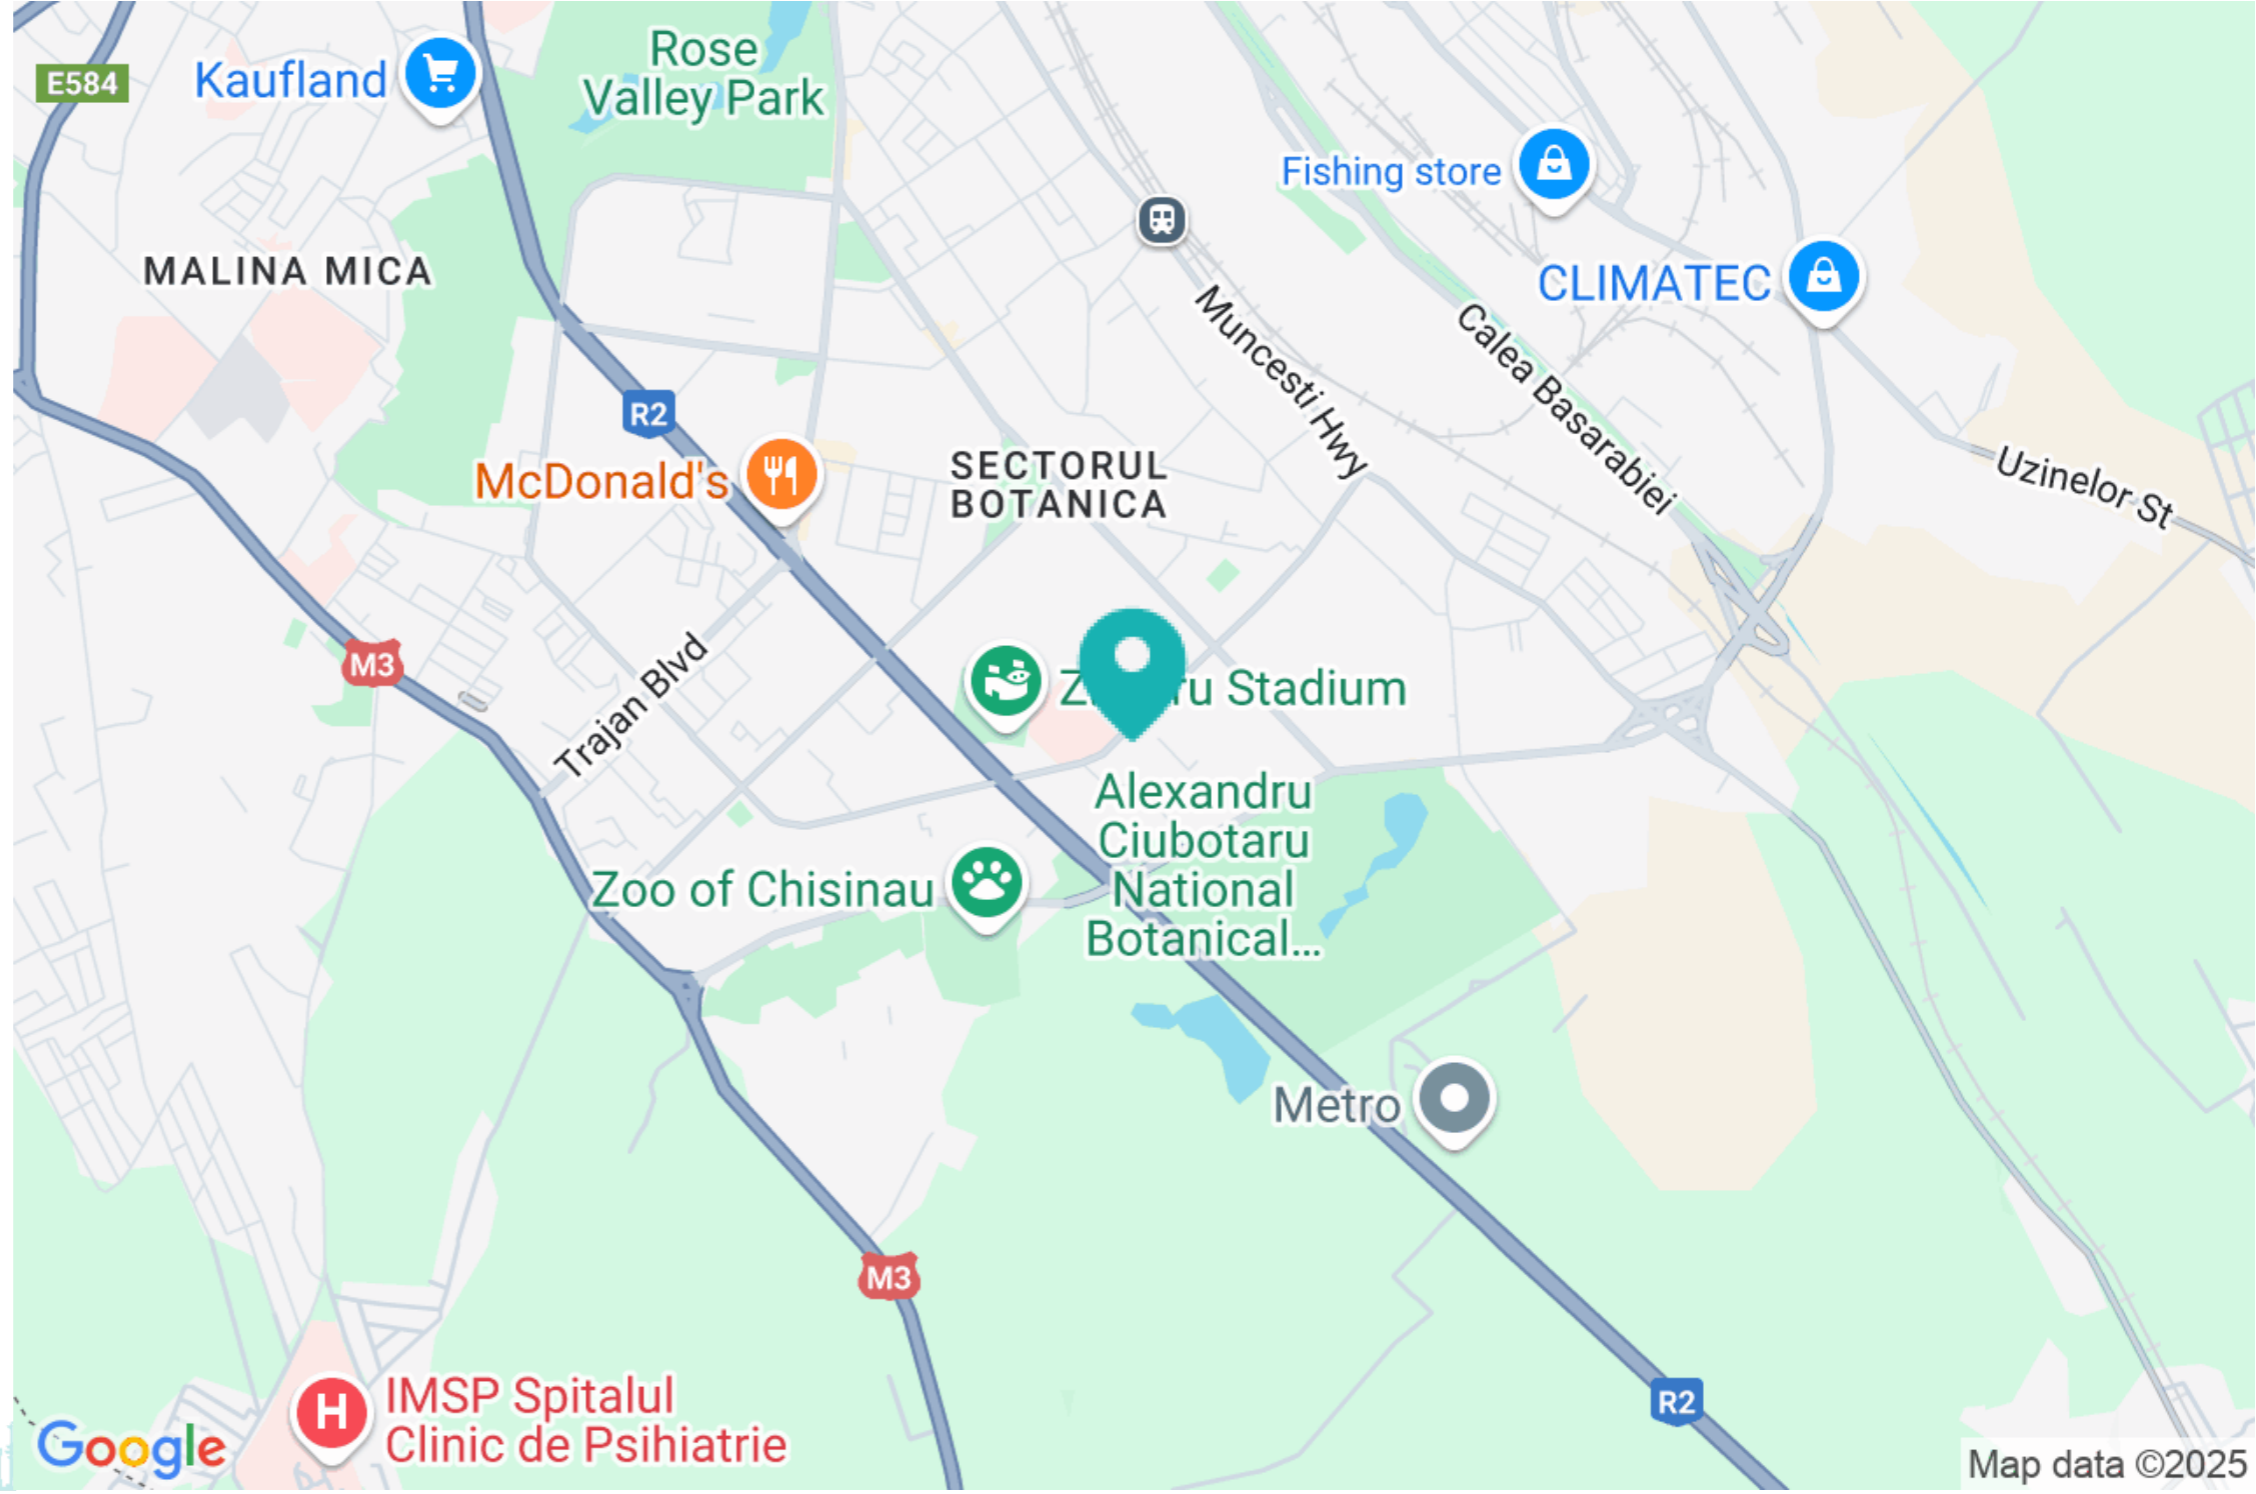 Rose
Valley Park
E584
Kaufland
Fishing store
MALINA MICA
CLIMATEC
Muncesti Hwy
Calea Basarabiei
R2
McDonald's
SECTORUL
BOTANICA
Uzinelor St
M3
Trajan Blvd
Stadium
Alexandru
Ciubotaru
National
Botanical...
Zoo of Chisinau
Metro
M3
H
IMSP Spitalul
Clinic de Psihiatrie
R2
Google
Map data ©2025